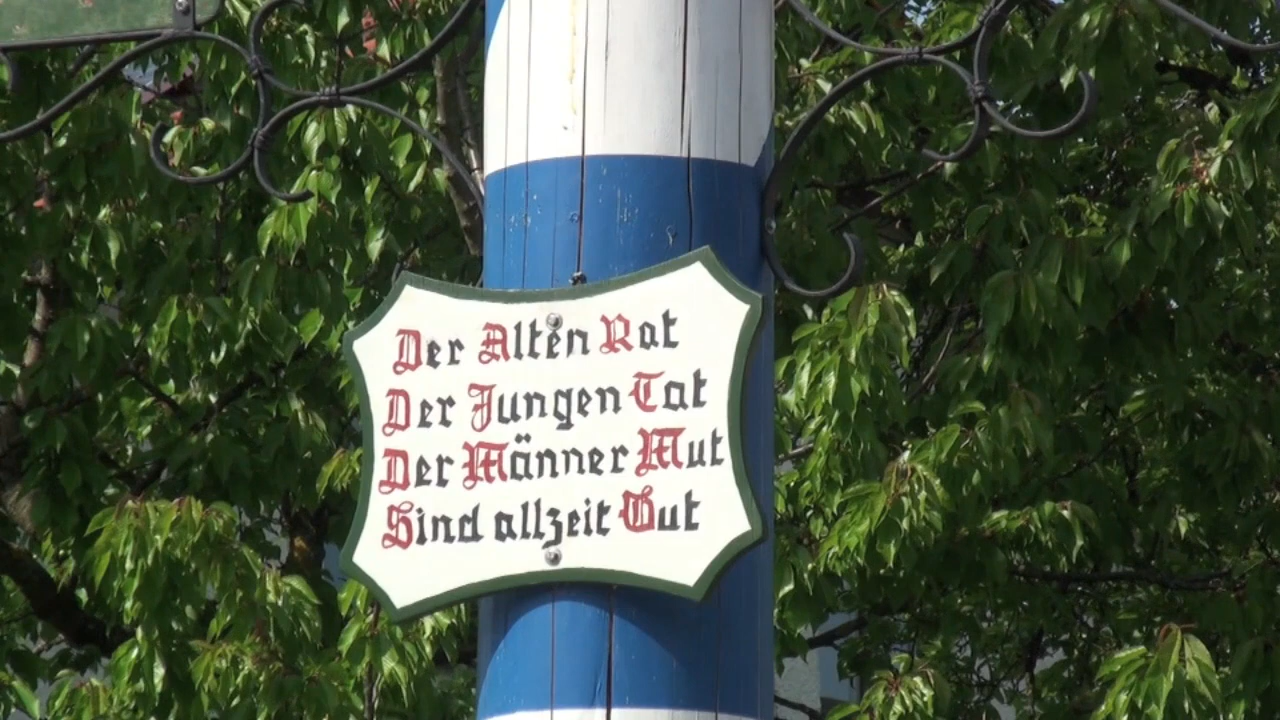 Der Alten Rat
Der Jungen Tat
Der Männer Mut
Sind allzeit Gut